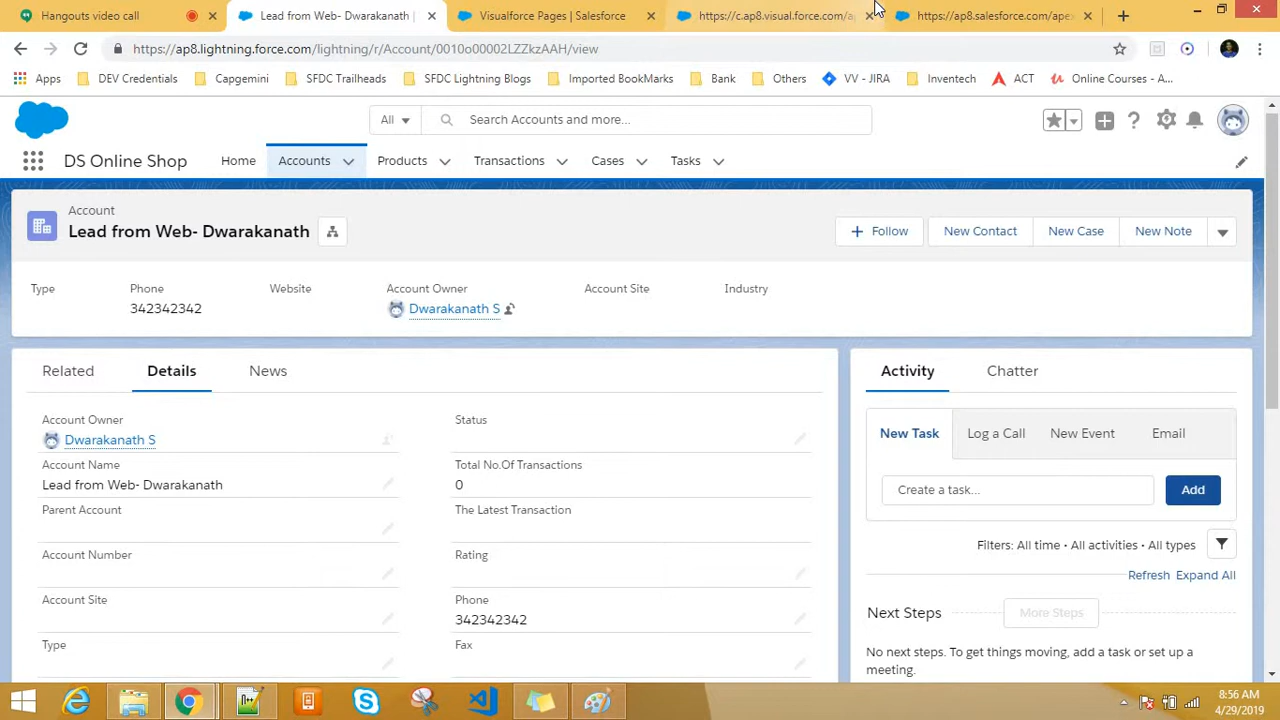 Hangouts video call
Lead from Web- Dwarakanath |
Visualforce Pages | Salesforce
https://c.ap8.visual.force.com/ap
https://ap8.salesforce.com/apex
https://ap8.lightning.force.com/lightning/r/Account/0010o00002LZZkzAAH/view
Apps DEV Credentials Capgemini SFDC Trailheads SFDC Lightning Blogs Imported BookMarks Bank Others VV - JIRA Inventech ACT Online Courses - A...
All Search Accounts and more...
DS Online Shop Home Accounts Products Transactions Cases Tasks
Account
Lead from Web- Dwarakanath
+ Follow New Contact New Case New Note
Type Phone Website Account Owner Account Site Industry
342342342 Dwarakanath S
Related Details News
Account Owner
Dwarakanath S
Account Name
Lead from Web- Dwarakanath
Parent Account
Account Number
Account Site
Type
Status
Total No.Of Transactions
0
The Latest Transaction
Rating
Phone
342342342
Fax
Activity Chatter
New Task Log a Call New Event Email
Create a task... Add
Filters: All time • All activities • All types
Refresh Expand All
Next Steps More Steps
No next steps. To get things moving, add a task or set up a
meeting.
8:56 AM
4/29/2019